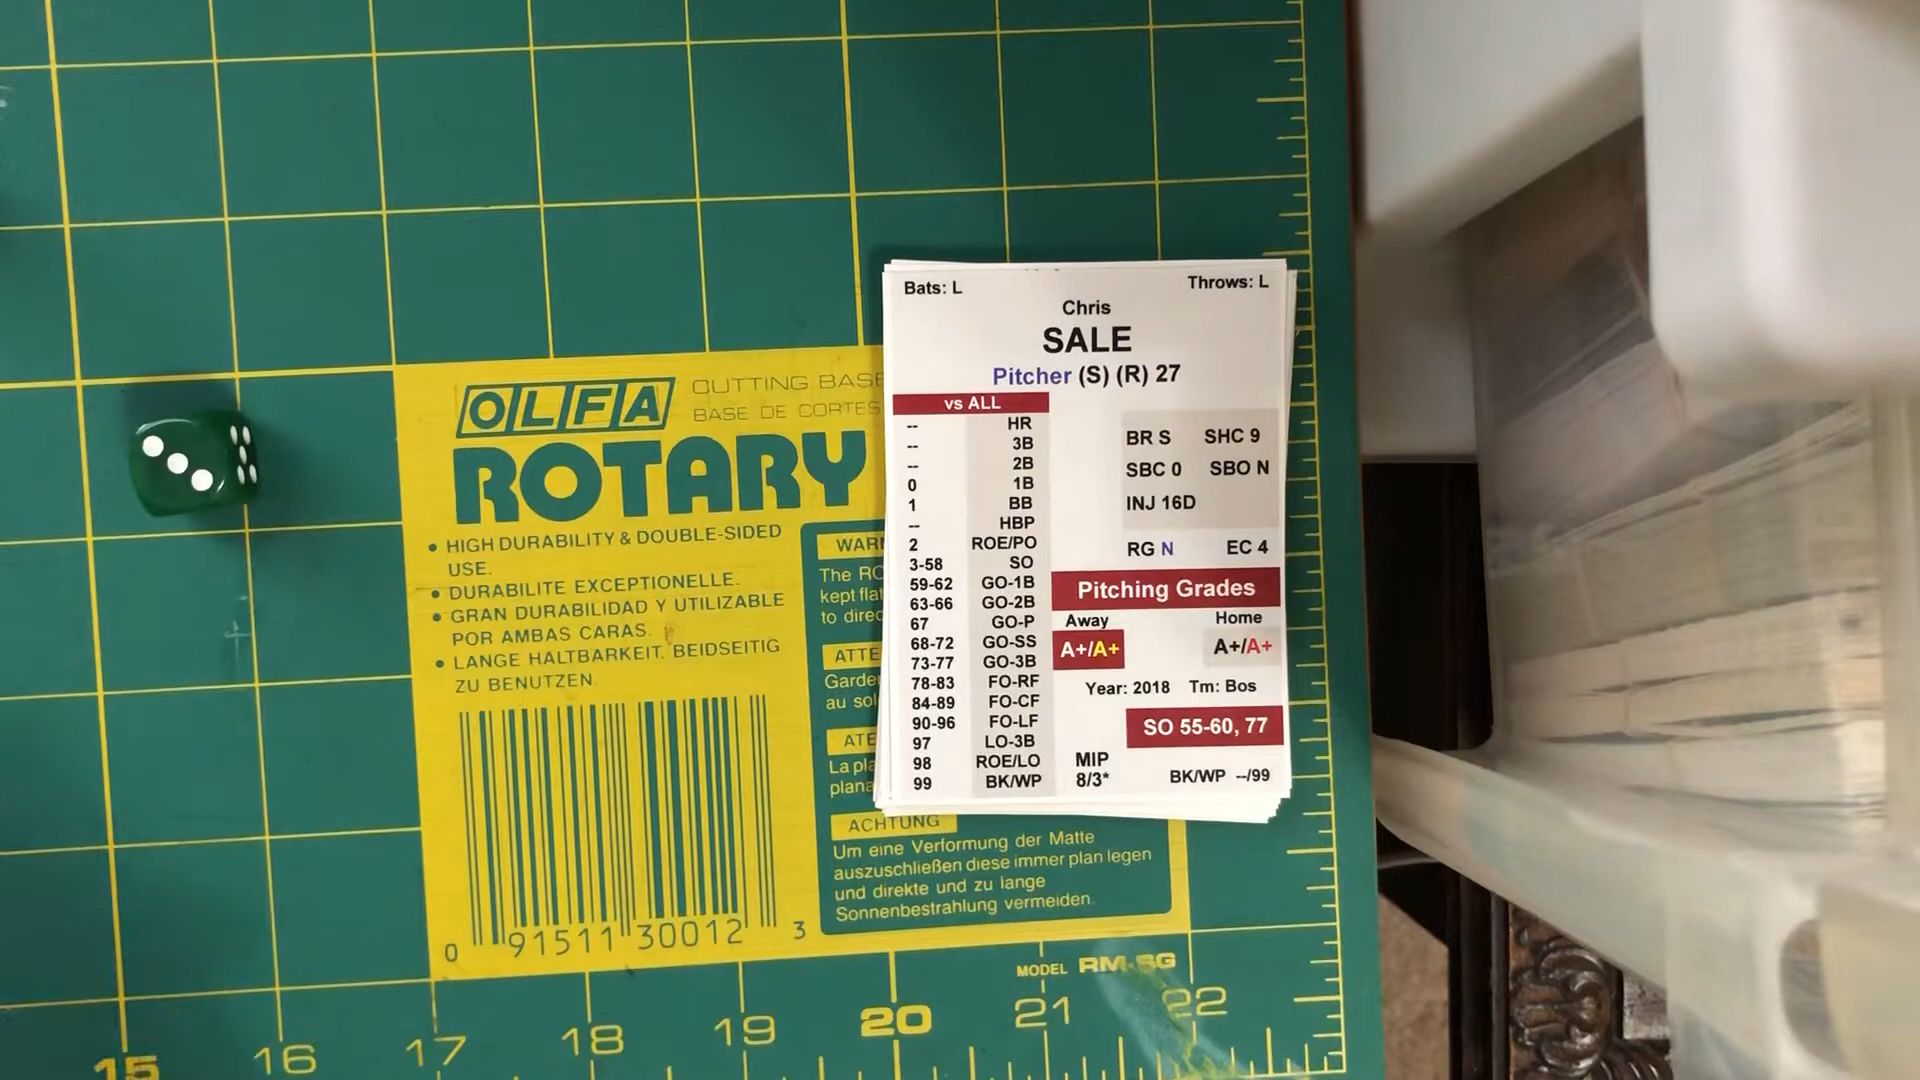 OLFA
CUTTING BASE
BASE DE CORTES
ROTARY
• HIGH DURABILITY & DOUBLE-SIDED
USE.
• DURABILITE EXCEPTIONELLE.
• GRAN DURABILIDAD Y UTILIZABLE
POR AMBAS CARAS.
• LANGE HALTBARKEIT. BEIDSEITIG
ZU BENUTZEN
0 91511 30012 3
The
kept
to
Garde
au
La
plana
ACHTUNG
Um eine Verformung der Matte
auszuschließen diese immer plan legen
und direkte und zu lange
Sonnenbestrahlung vermeiden.
MODEL RM-SG
15 16 17 18 19 20 21 22
Bats: L Throws: L
Chris
SALE
Pitcher (S) (R) 27
vs ALL
-- HR
-- 3B
-- 2B
0 1B
1 BB
-- HBP
2 ROE/PO
3-58 SO
59-62 GO-1B
63-66 GO-2B
67 GO-P
68-72 GO-SS
73-77 GO-3B
78-83 FO-RF
84-89 FO-CF
90-96 FO-LF
97 LO-3B
98 ROE/LO
99 BK/WP
BR S SHC 9
SBC 0 SBO N
INJ 16D
RG N EC 4
Pitching Grades
Away Home
A+/A+ A+/A+
Year: 2018 Tm: Bos
SO 55-60, 77
MIP
8/3* BK/WP --/99